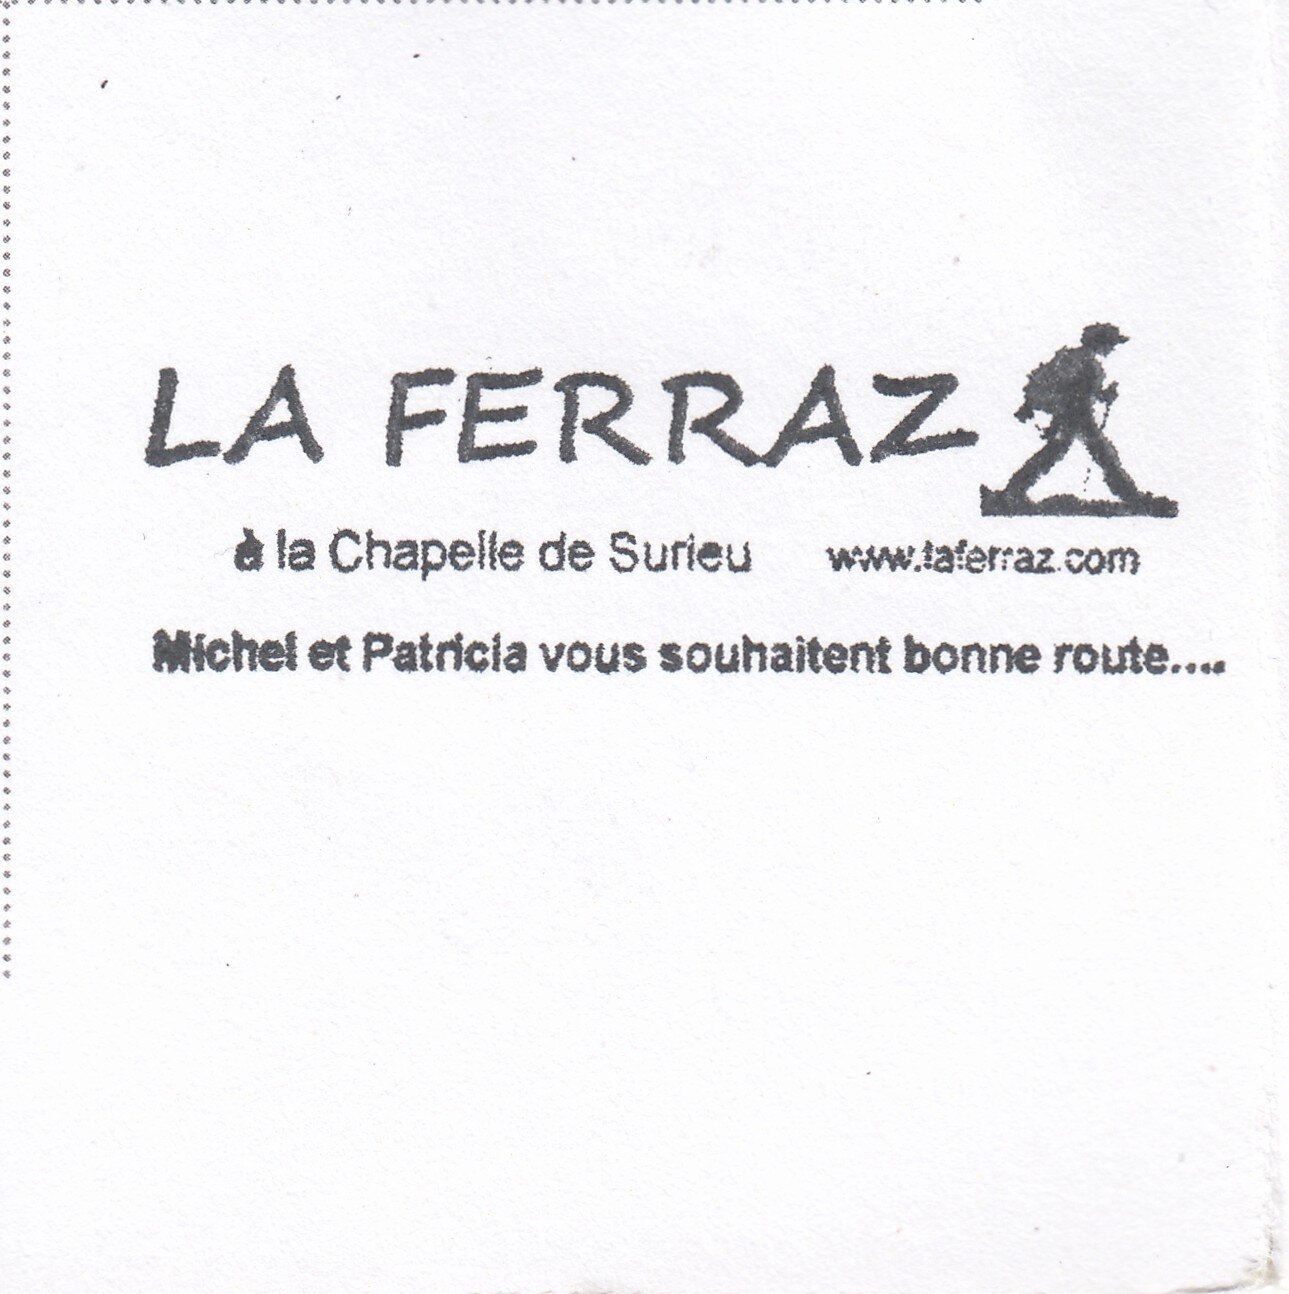 LA FERRAZ
à la Chapelle de Surieu www.laferraz.com
Michel et Patricia vous souhaitent bonne route....